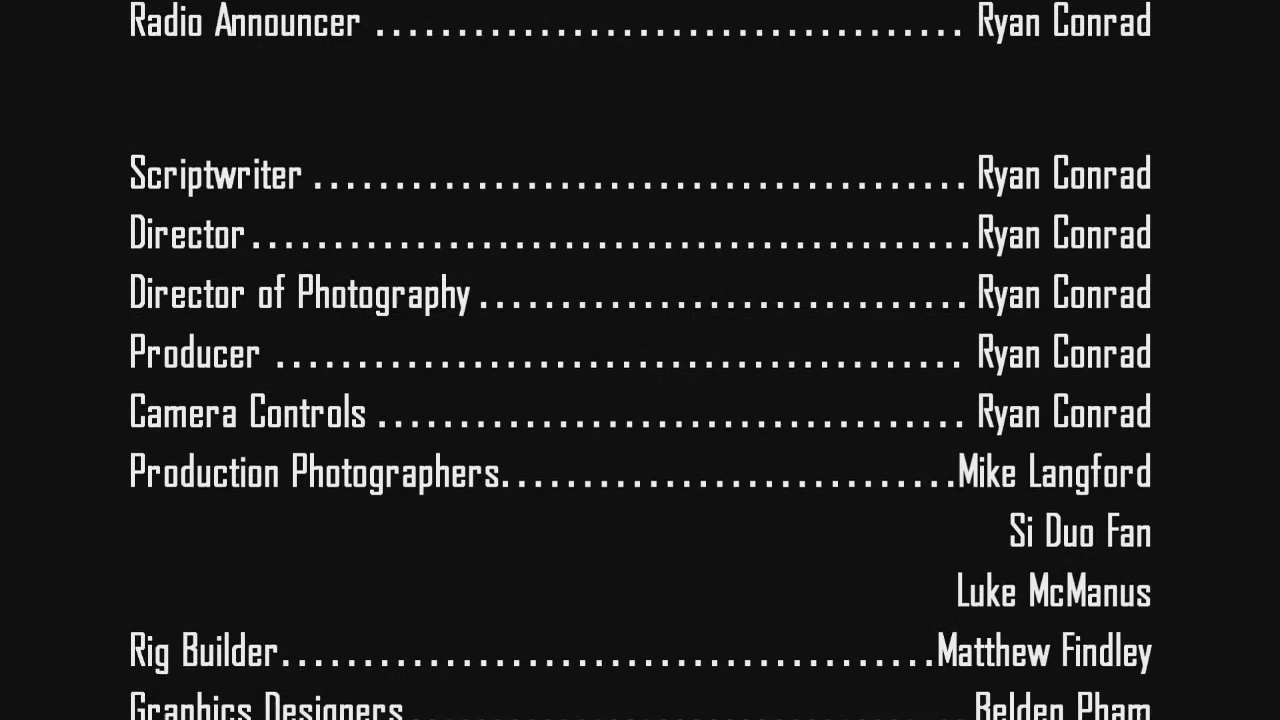 Radio Announcer .................................... Ryan Conrad
Scriptwriter ........................................ Ryan Conrad
Director ............................................ Ryan Conrad
Director of Photography .............................. Ryan Conrad
Producer .......................................... Ryan Conrad
Camera Controls .................................... Ryan Conrad
Production Photographers............................Mike Langford
Si Duo Fan
Luke McManus
Rig Builder........................................Matthew Findley
Graphics Designers .................................. Belden Pham